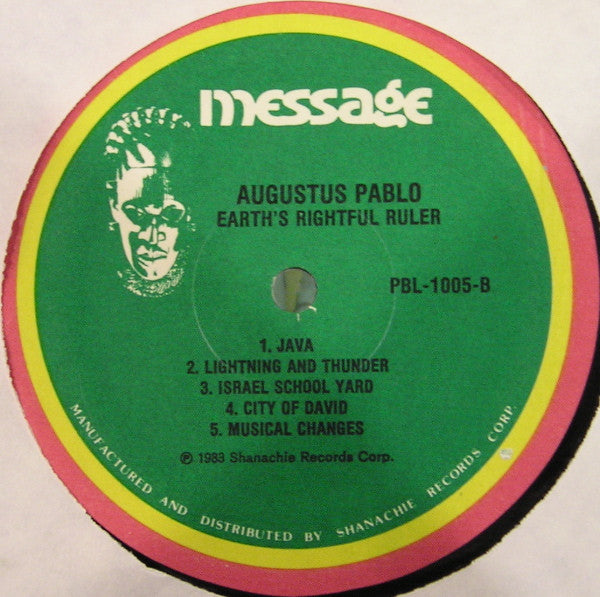 message
AUGUSTUS PABLO
EARTH'S RIGHTFUL RULER
PBL-1005-B
1. JAVA
2. LIGHTNING AND THUNDER
3. ISRAEL SCHOOL YARD
4. CITY OF DAVID
5. MUSICAL CHANGES
℗ 1983 Shanachie Records Corp.
MANUFACTURED AND DISTRIBUTED BY SHANACHIE RECORDS CORP.